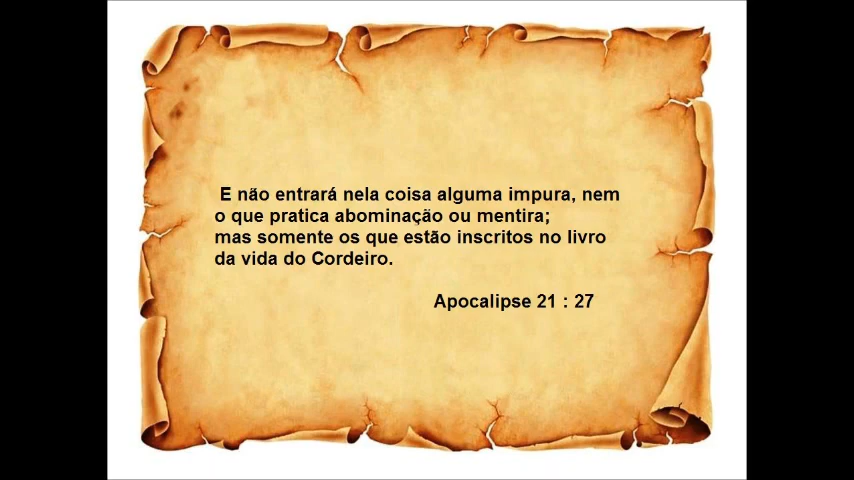 E não entrará nela coisa alguma impura, nem
o que pratica abominação ou mentira;
mas somente os que estão inscritos no livro
da vida do Cordeiro.
Apocalipse 21 : 27